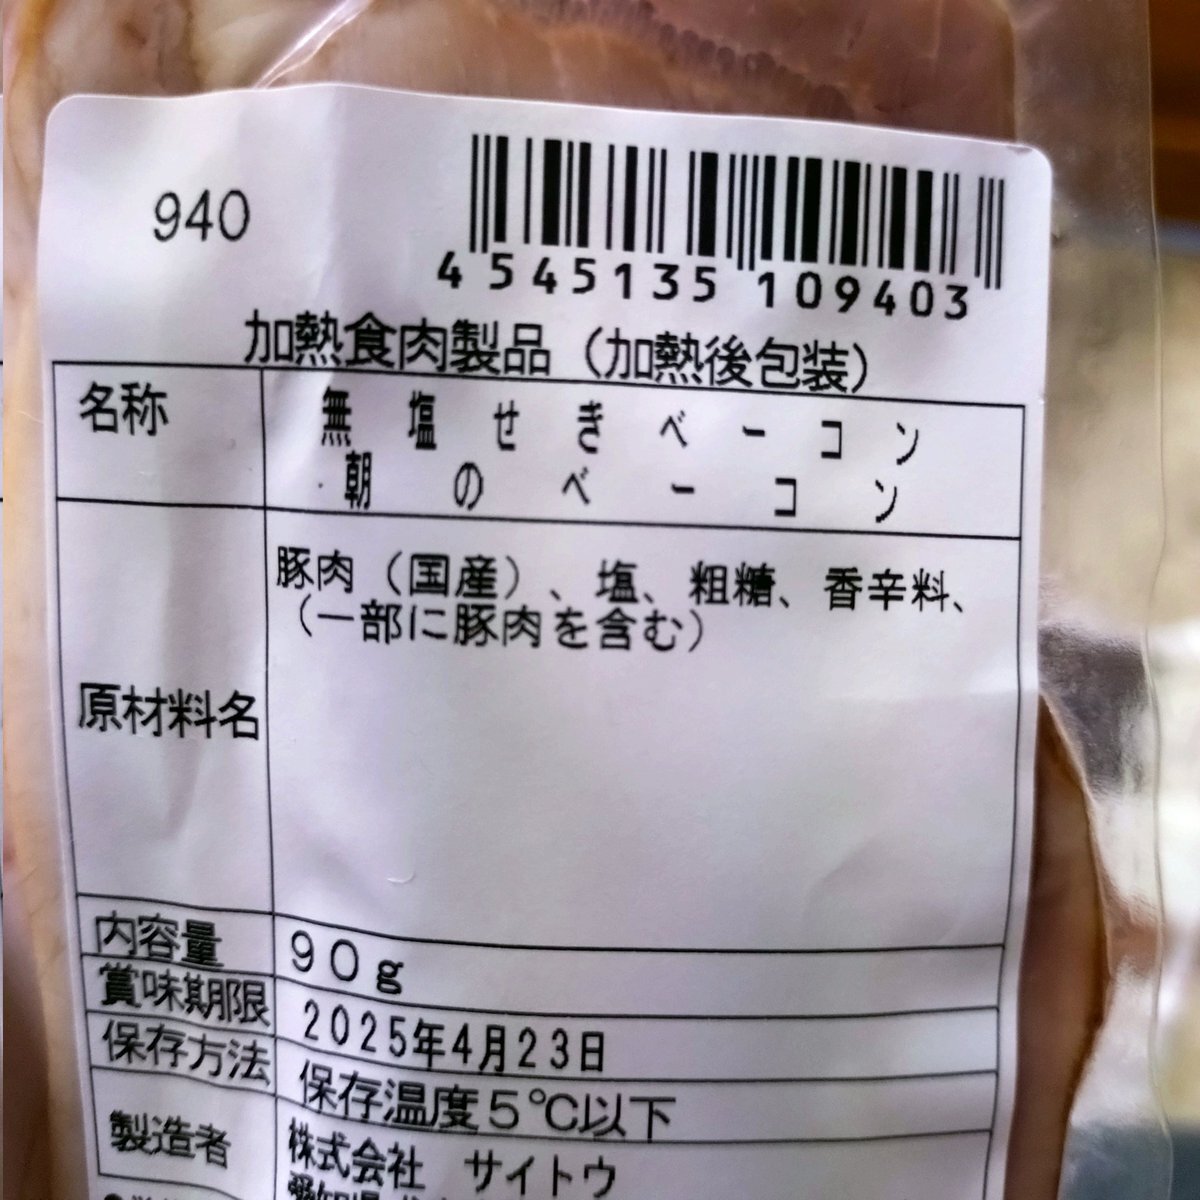 940
4 545135 109403
加熱食肉製品（加熱後包装）
名称
無塩せきベーコン
朝のベーコン
原材料名
豚肉（国産）、塩、粗糖、香辛料、
（一部に豚肉を含む）
内容量
90g
賞味期限
2025年4月23日
保存方法
保存温度5℃以下
製造者
株式会社 サイトウ
愛知県